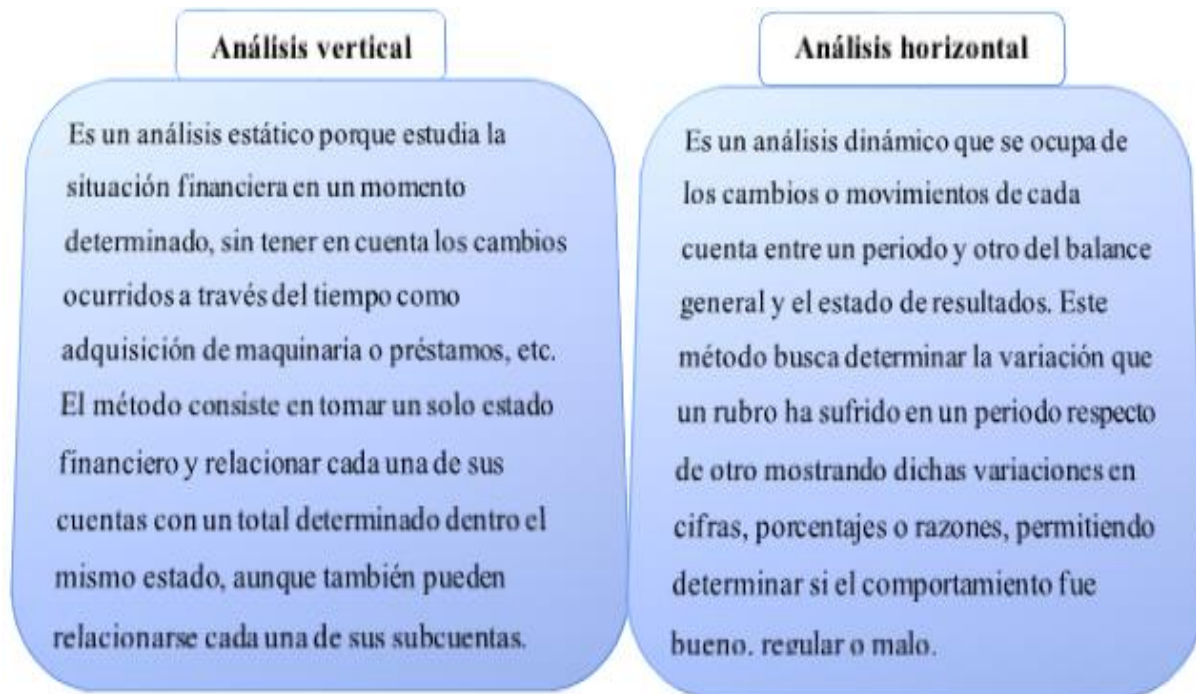 Análisis vertical
Es un análisis estático porque estudia la
situación financiera en un momento
determinado, sin tener en cuenta los cambios
ocurridos a través del tiempo como
adquisición de maquinaria o préstamos, etc.
El método consiste en tomar un solo estado
financiero y relacionar cada una de sus
cuentas con un total determinado dentro el
mismo estado, aunque también pueden
relacionarse cada una de sus subcuentas.
Análisis horizontal
Es un análisis dinámico que se ocupa de
los cambios o movimientos de cada
cuenta entre un periodo y otro del balance
general y el estado de resultados. Este
método busca determinar la variación que
un rubro ha sufrido en un periodo respecto
de otro mostrando dichas variaciones en
cifras, porcentajes o razones, permitiendo
determinar si el comportamiento fue
bueno, regular o malo.